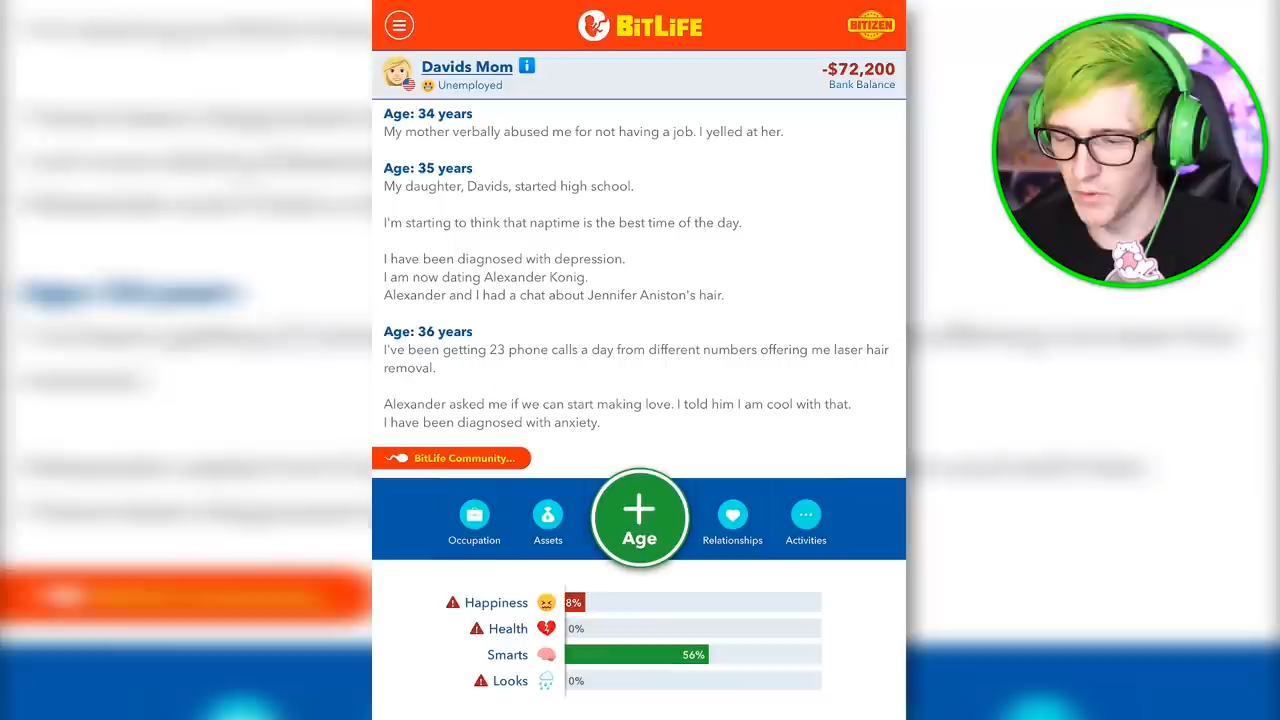 BITLIFE
BITIZEN
Davids Mom
-$72,200
Unemployed
Bank Balance
Age: 34 years
My mother verbally abused me for not having a job. I yelled at her.
Age: 35 years
My daughter, Davids, started high school.
I'm starting to think that naptime is the best time of the day.
I have been diagnosed with depression.
I am now dating Alexander Konig.
Alexander and I had a chat about Jennifer Aniston's hair.
Age: 36 years
I've been getting 23 phone calls a day from different numbers offering me laser hair
removal.
Alexander asked me if we can start making love. I told him I am cool with that.
I have been diagnosed with anxiety.
BitLife Community...
Occupation
Assets
+
Age
Relationships
Activities
Happiness
8%
Health
0%
Smarts
56%
Looks
0%